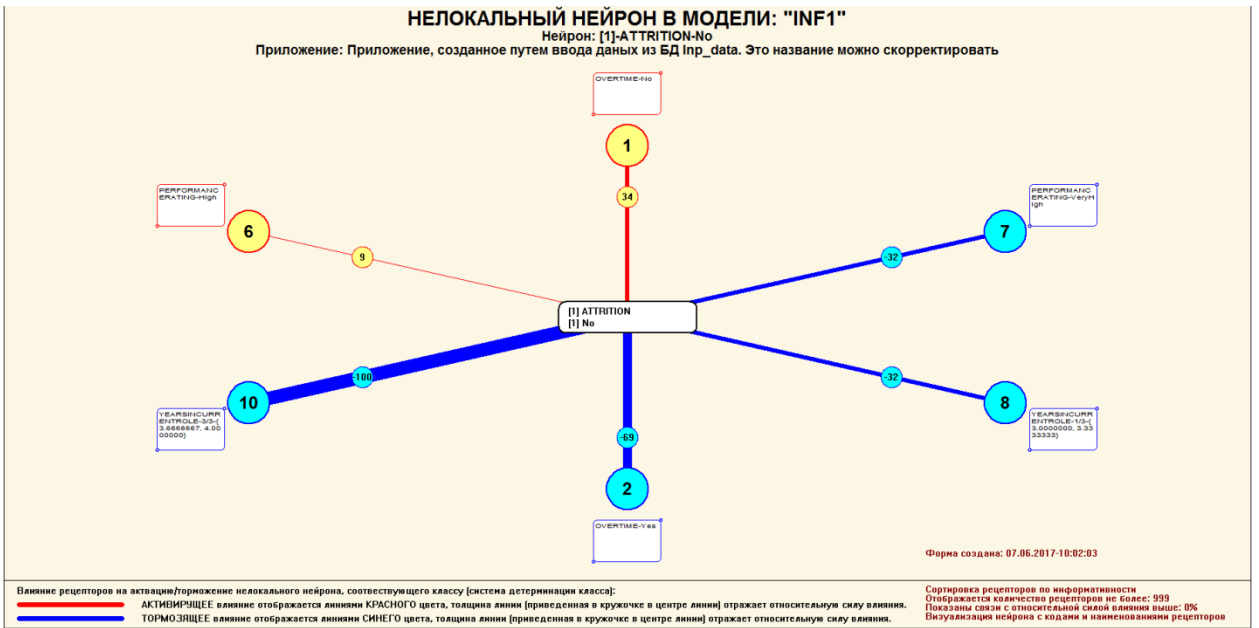 НЕЛОКАЛЬНЫЙ НЕЙРОН В МОДЕЛИ: "INF1"
Нейрон: [1]-ATTRITION-No
Приложение: Приложение, созданное путем ввода даных из БД Inp_data. Это название можно скорректировать
OVERTIME-No
1
34
PERFORMANC
ERATING-High
6
9
PERFORMANC
ERATING-VeryH
igh
7
-32
[1] ATTRITION
[1] No
-100
10
YEARSINCURR
ENTROLE-3/3-{
3.6666667, 4.00
00000}
-32
8
YEARSINCURR
ENTROLE-1/3-{
3.0000000, 3.33
33333}
-69
2
OVERTIME-Yes
Форма создана: 07.06.2017-10:02:03
Влияние рецепторов на актвацию/торможение нелокального нейрона, соотвествующего классу (система детерминации класса):
АКТИВИРУЩЕЕ влияние отображается линиями КРАСНОГО цвета, толщина линии (приведенная в кружочке в центре линии) отражает относительную силу влияния.
ТОРМОЗЯЩЕЕ влияние отображается линиями СИНЕГО цвета, толщина линии (приведенная в кружочке в центре линии) отражает относительную силу влияния.
Сортировка рецепторов по информативности
Отображается количество рецепторов не более: 999
Показаны связи с относительной силой влияния выше: 0%
Визуализация нейрона с кодами и наименованиями рецепторов